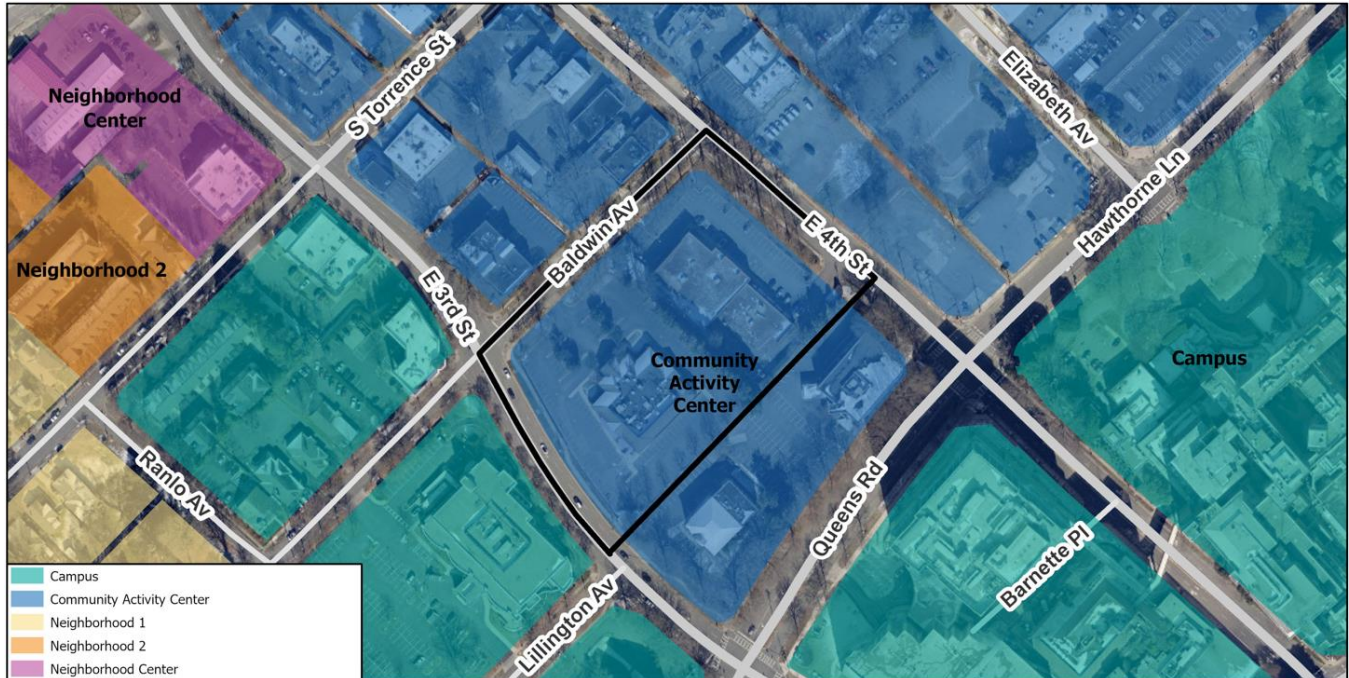 Neighborhood
Center
S Torrence St
Elizabeth Av
Hawthorne Ln
Baldwin Av
E 4th St
Neighborhood 2
E 3rd St
Community
Activity
Center
Campus
Ranlo Av
Queens Rd
Barnette Pl
Lillington Av
Campus
Community Activity Center
Neighborhood 1
Neighborhood 2
Neighborhood Center